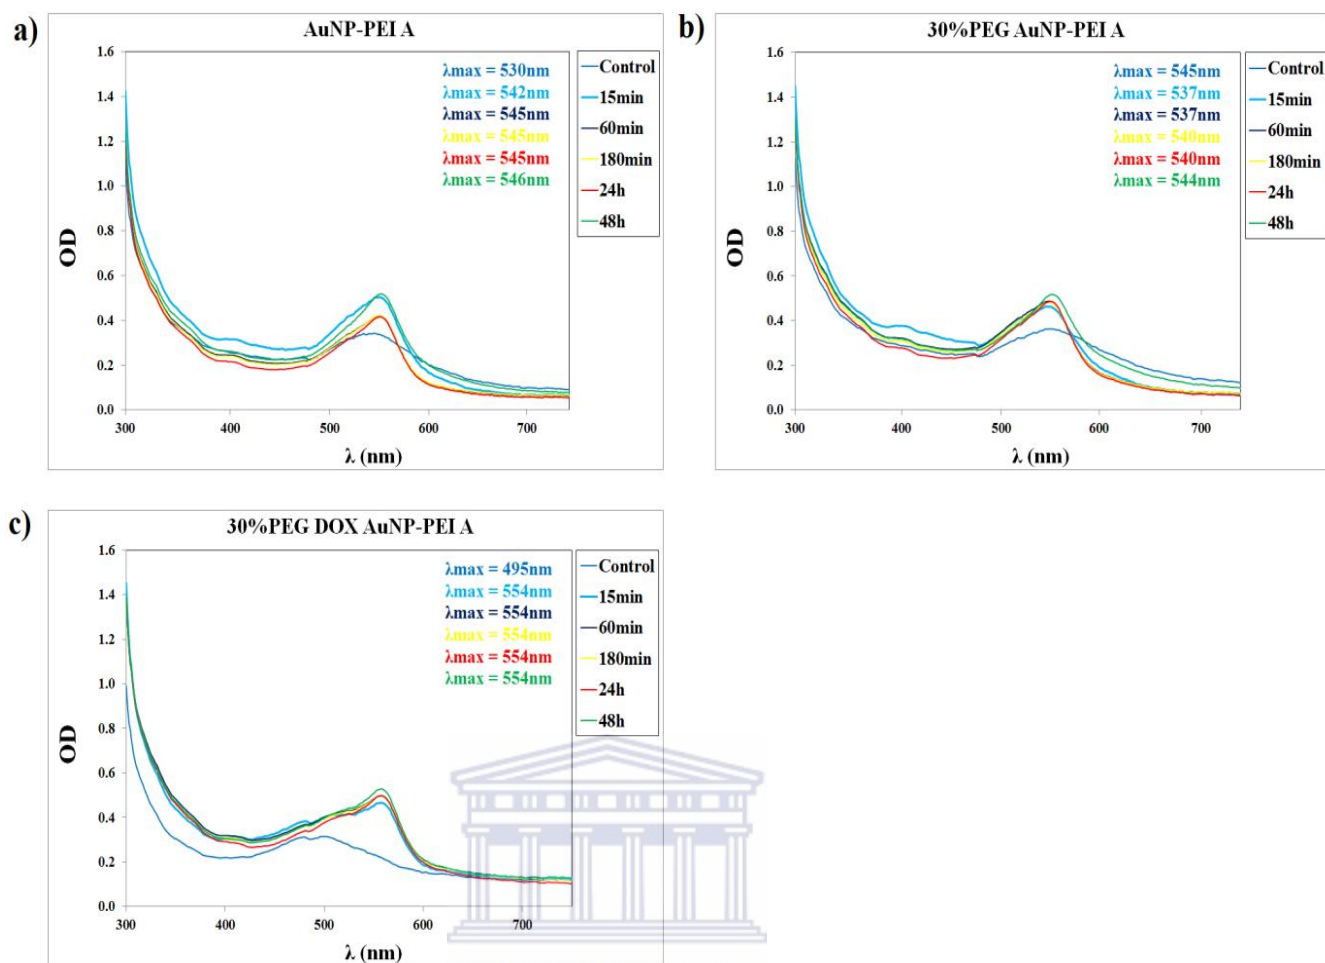 a)
AuNP-PEI A
1.6
1.4
1.2
1.0
0.8
0.6
0.4
0.2
0.0
OD
300
400
500
600
700
λ (nm)
λmax = 530nm
λmax = 542nm
λmax = 545nm
λmax = 545nm
λmax = 545nm
λmax = 546nm
Control
15min
60min
180min
24h
48h
b)
30%PEG AuNP-PEI A
1.6
1.4
1.2
1.0
0.8
0.6
0.4
0.2
0.0
OD
300
400
500
600
700
λ (nm)
λmax = 545nm
λmax = 537nm
λmax = 537nm
λmax = 540nm
λmax = 540nm
λmax = 544nm
Control
15min
60min
180min
24h
48h
c)
30%PEG DOX AuNP-PEI A
1.6
1.4
1.2
1.0
0.8
0.6
0.4
0.2
0.0
OD
300
400
500
600
700
λ (nm)
λmax = 495nm
λmax = 554nm
λmax = 554nm
λmax = 554nm
λmax = 554nm
λmax = 554nm
Control
15min
60min
180min
24h
48h